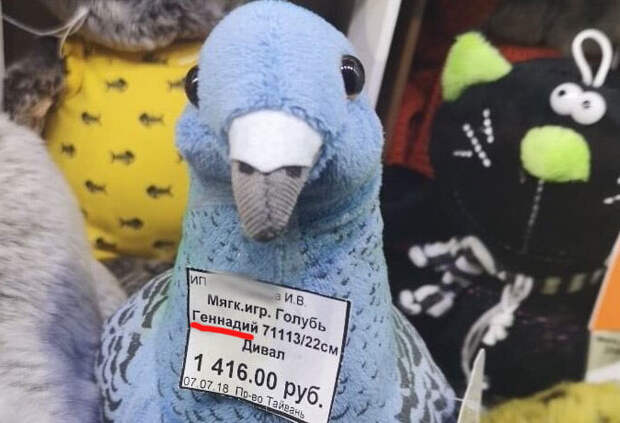 ИП И.В.
Мягк.игр. Голубь
Геннадий 71113/22см
Дивал
1 416.00 руб.
07.07.18 Пр-во Тайвань